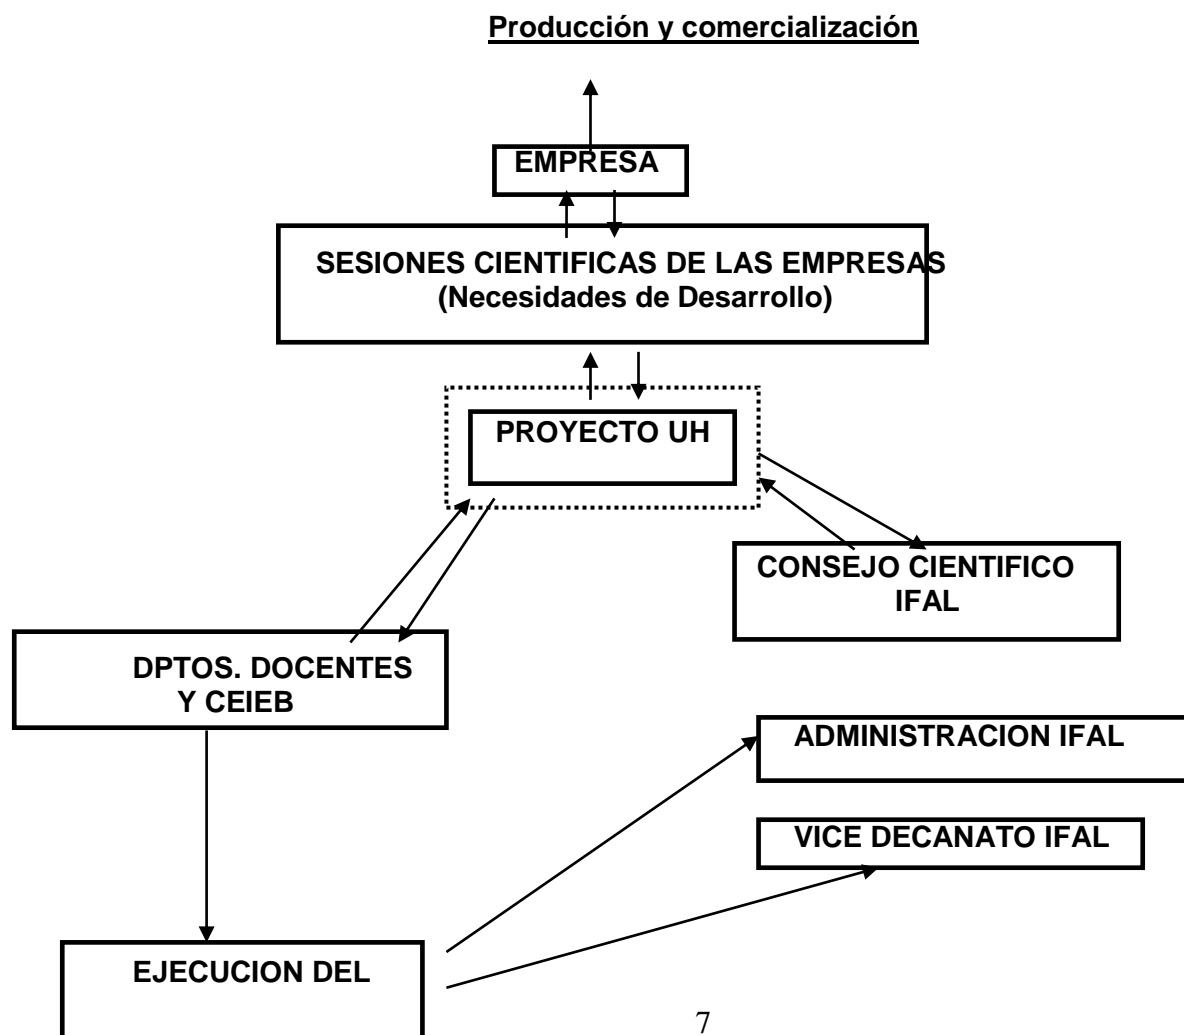 Producción y comercialización
EMPRESA
SESIONES CIENTIFICAS DE LAS EMPRESAS
(Necesidades de Desarrollo)
PROYECTO UH
CONSEJO CIENTIFICO
IFAL
DPTOS. DOCENTES
Y CEIEB
ADMINISTRACION IFAL
VICE DECANATO IFAL
EJECUCION DEL
7